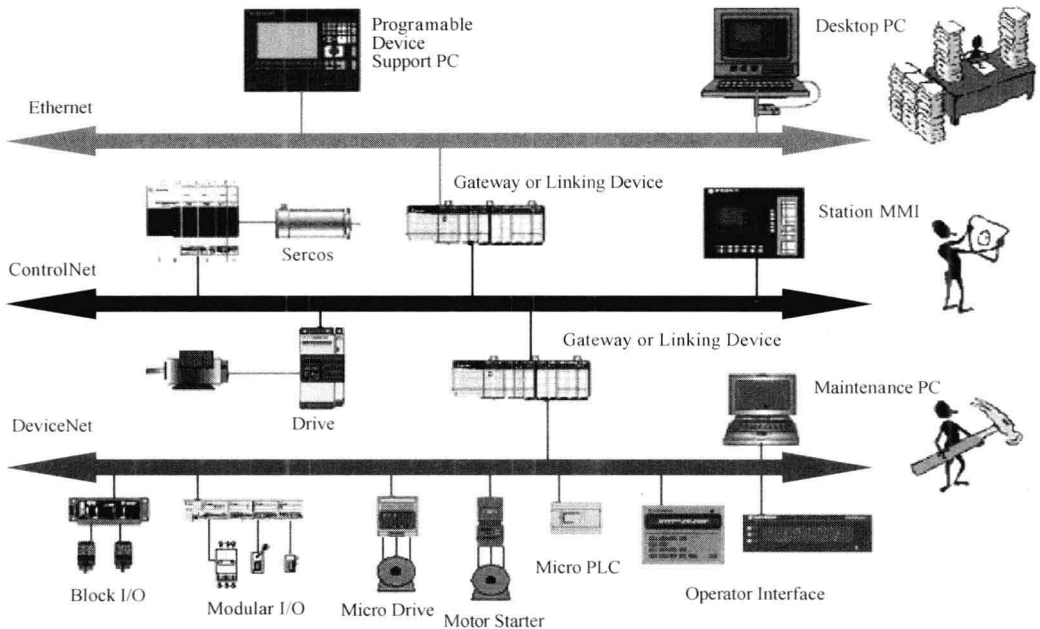 Programable
Device
Support PC
Desktop PC
Ethernet
Gateway or Linking Device
Station MMI
Sercos
ControlNet
Gateway or Linking Device
Maintenance PC
Drive
DeviceNet
Block I/O
Modular I/O
Micro Drive
Motor Starter
Micro PLC
Operator Interface